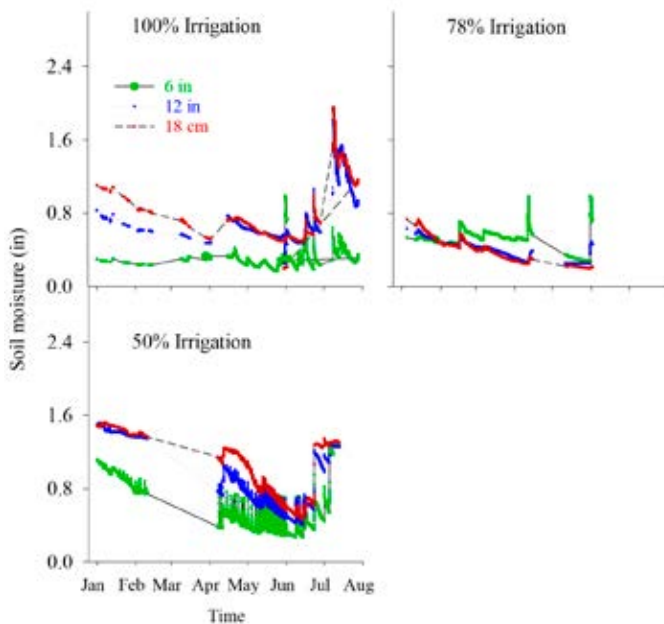 100% Irrigation
78% Irrigation
2.4
1.6
0.8
0.0
6 in
12 in
18 cm
Soil moisture (in)
50% Irrigation
2.4
1.6
0.8
0.0
Jan Feb Mar Apr May Jun Jul Aug
Time